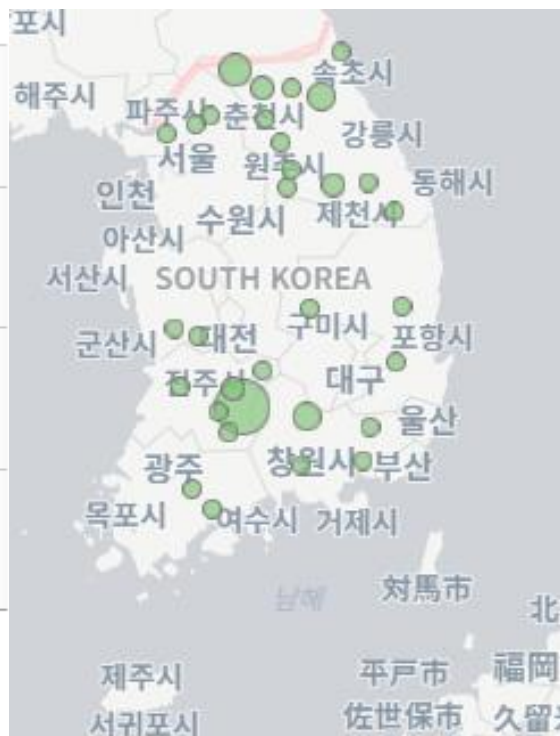 포시
속초시
해주시
파주시
춘천시
강릉시
서울
원주시
동해시
인천
수원시
제천시
아산시
서산시
SOUTH KOREA
군산시
대전
구미시
포항시
전주시
대구
울산
광주
창원시
부산
목포시
여수시
거제시
남해
対馬市
北
제주시
平戸市
福岡
서귀포시
佐世保市
久留